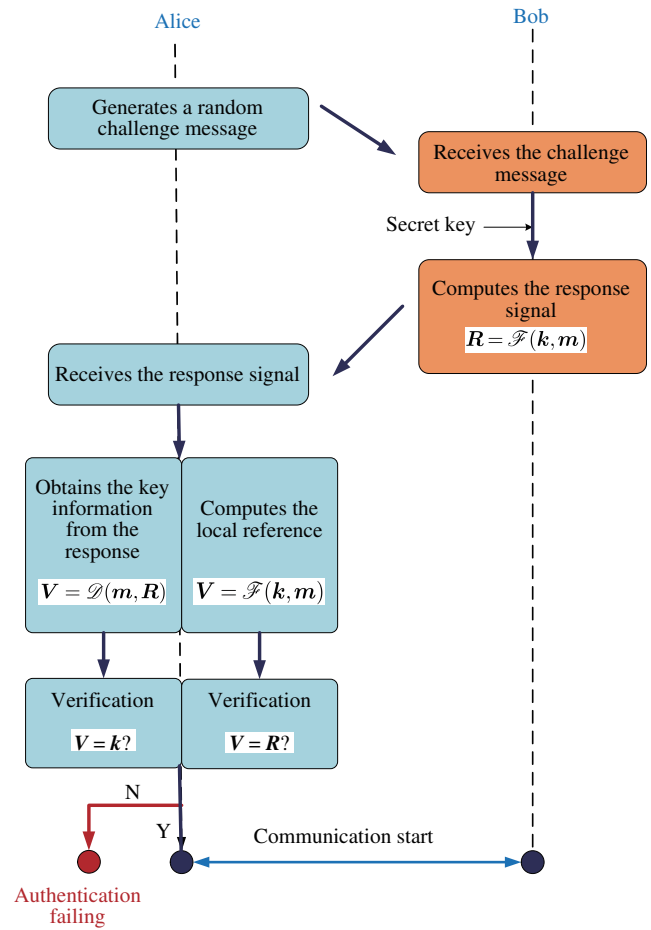 Alice
Bob
Generates a random
challenge message
Receives the challenge
message
Secret key
Computes the response
signal
R = ℱ(k, m)
Receives the response signal
Obtains the key
information
from the
response
V = 𝒟(m, R)
Computes the
local reference
V = ℱ(k, m)
Verification
V = k?
Verification
V = R?
N
Y
Communication start
Authentication
failing